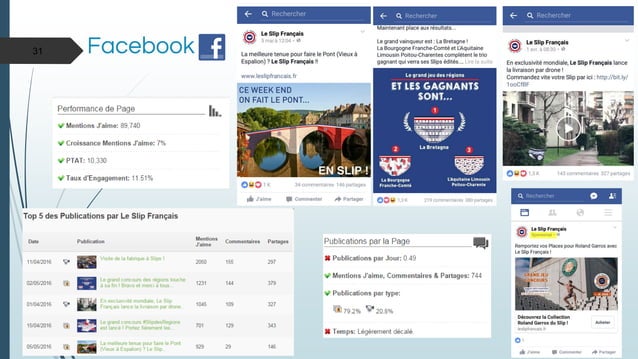 31
Facebook
Performance de Page
Mentions J'aime: 89,740
Croissance Mentions J'aime: 7%
PTAT: 10,330
Taux d'Engagement: 11.51%
Rechercher
Le Slip Français
5 mai à 12:04
La meilleure tenue pour faire le Pont (Vieux à
Espalion) ? Le Slip Français !!
www.leslipfrancais.fr
CE WEEK END
ON FAIT LE PONT...
EN SLIP !
1 K
34 commentaires 146 partages
J'aime Commenter Partager
Rechercher
Maintenant place aux résultats...
Le grand vainqueur est : La Bretagne !
La Bourgogne Franche-Comté et l'Aquitaine
Limousin Poitou-Charentes complètent le trio
gagnant qui verra ses Slips édités... Lire la suite
Le grand jeu des régions
ET LES GAGNANTS
SONT...
1
La Bretagne
2
3
La Bourgogne
Franche-Comté
L'Aquitaine Limousin
Poitou-Charentes
1,3 K
219 commentaires 380 partages
J'aime Commenter Partager
Rechercher
Le Slip Français
1 avr. à 08:30
En exclusivité mondiale, Le Slip Français lance
la livraison par drone !
Commandez vite votre Slip par ici : http://bit.ly/
1ooCfBF
1,3 K
143 commentaires 327 partages
Top 5 des Publications par Le Slip Français
Date Publication Mentions J'aime Commentaires Partages
11/04/2016 Visite de la fabrique à Slips ! 2050 155 297
02/05/2016 Le grand concours des régions touche à sa fin ! Bravo et merci à tous... 1231 144 379
01/04/2016 En exclusivité mondiale, Le Slip Français lance la livraison par drone. 1045 109 327
15/04/2016 Le grand concours #SlipdesRegions est lancé ! Portez fièrement les... 701 129 343
05/05/2016 La meilleure tenue pour faire le Pont (Vieux à Espalion) ? Le Slip... 929 29 146
Publications par la Page
Publications par Jour: 0.49
Mentions J'aime, Commentaires & Partages: 744
Publications par type:
79.2% 20.8%
Temps: Légèrement décalé.
Rechercher
Le Slip Français
Sponsorisé
Remportez vos Places pour Roland Garros avec
Le Slip Français !
GRAND JEU
CONCOURS
Découvrez la Collection
Roland Garros du Slip !
leslipfrancais.fr
Acheter
1
J'aime Commenter Partager